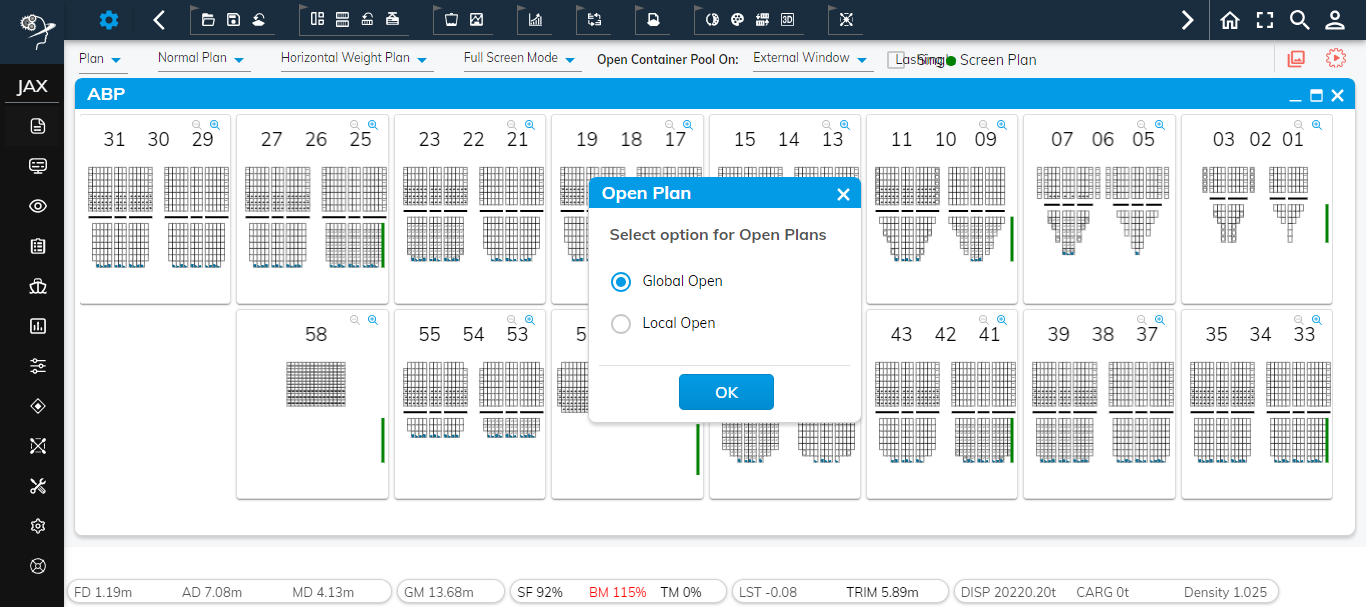 JAX
Plan
Normal Plan
Horizontal Weight Plan
Full Screen Mode
Open Container Pool On:
External Window
Lashing
Single Screen Plan
3D
ABP
31 30 29
27 26 25
23 22 21
19 18 17
15 14 13
11 10 09
07 06 05
03 02 01
Open Plan
Select option for Open Plans
Global Open
Local Open
OK
58
55 54 53
43 42 41
39 38 37
35 34 33
FD 1.19m AD 7.08m MD 4.13m
GM 13.68m
SF 92% BM 115% TM 0%
LST -0.08 TRIM 5.89m
DISP 20220.20t CARG 0t Density 1.025